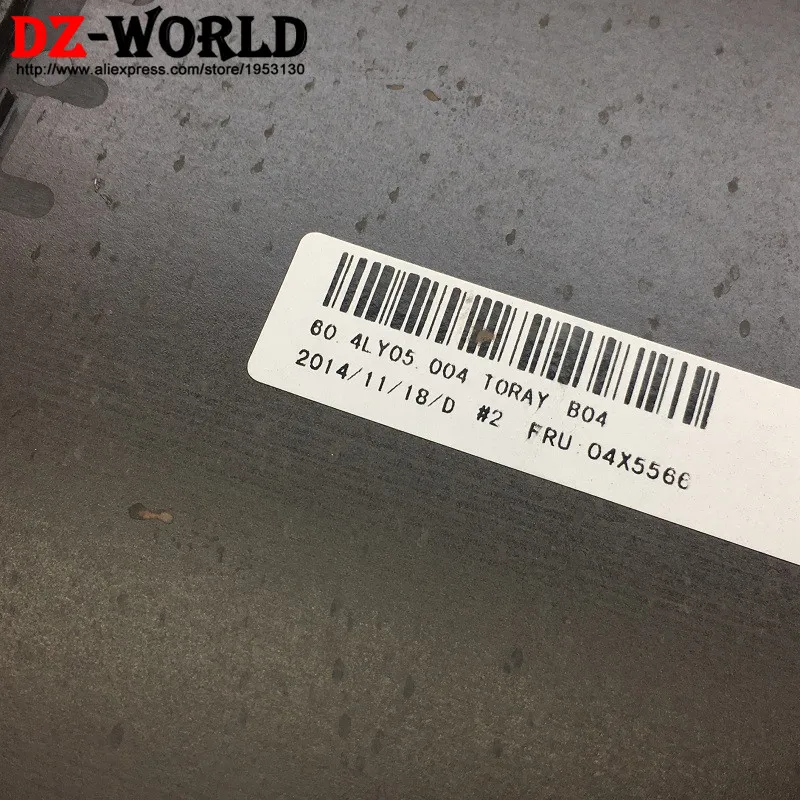 DZ-WORLD
http://www.aliexpress.com/store/1953130
60.4LY05.004 TORAY B04
2014/11/18/D #2 FRU:04X5566